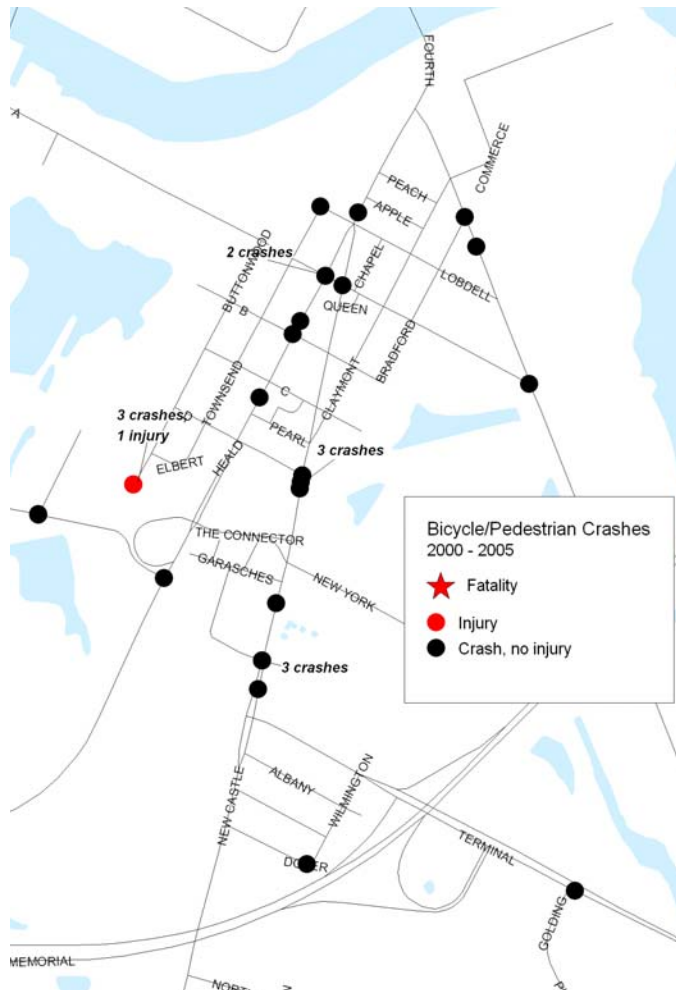 FOURTH
COMMERCE
PEACH
APPLE
A
2 crashes
CHAPEL
LOBDELL
BUTTONWOOD
QUEEN
B
BRADFORD
TOWNSEND
C
CLAYMONT
3 crashes,
D
1 injury
PEARL
3 crashes
ELBERT
HEALD
THE CONNECTOR
GARASCHES
NEW YORK
Bicycle/Pedestrian Crashes
2000 - 2005
Fatality
Injury
Crash, no injury
3 crashes
ALBANY
WILMINGTON
NEW CASTLE
TERMINAL
GOLDING
MEMORIAL
NORT